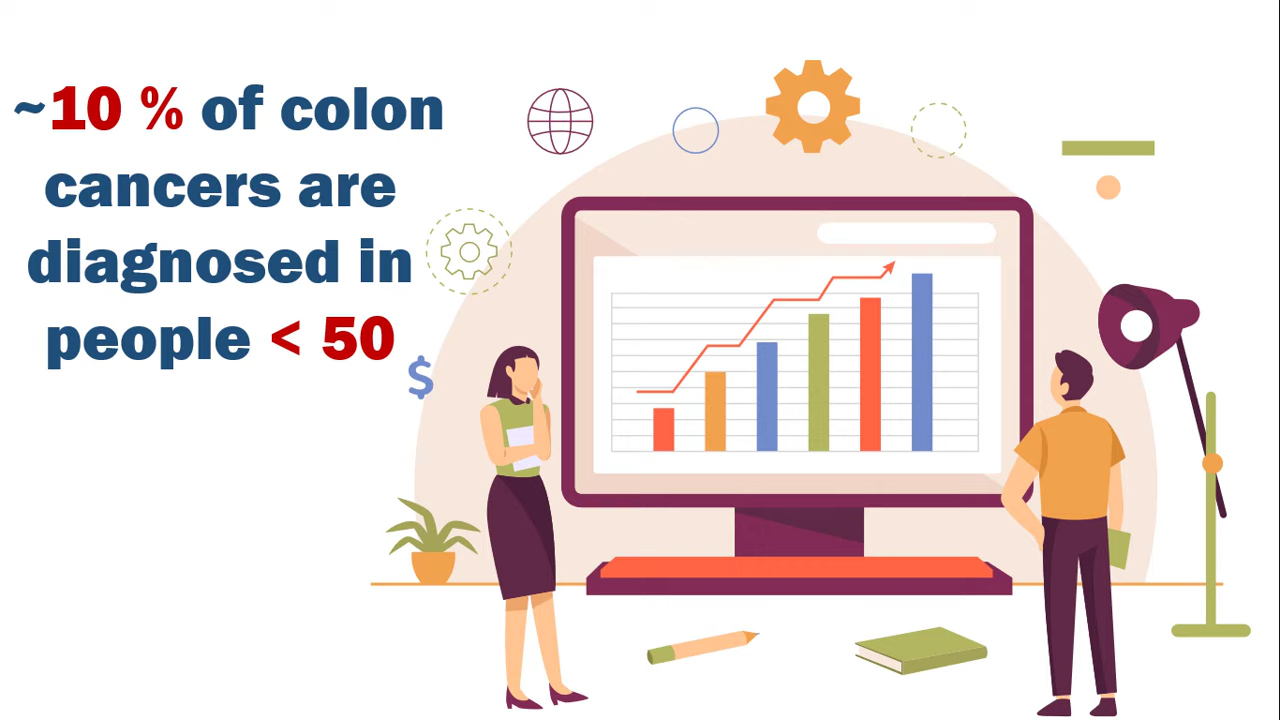 ~10 % of colon
cancers are
diagnosed in
people < 50
$